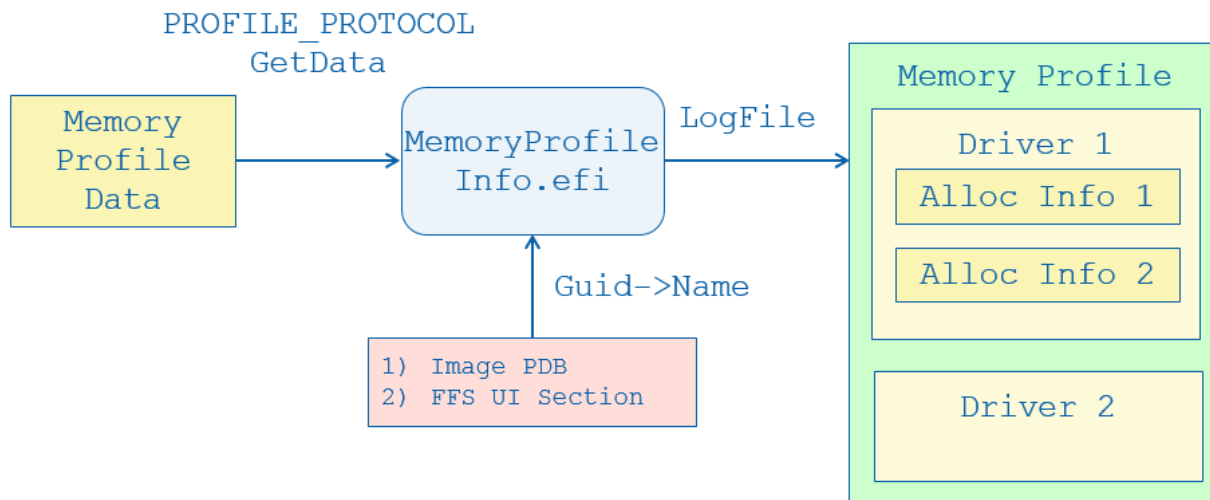 PROFILE_PROTOCOL
GetData
Memory
Profile
Data
MemoryProfile
Info.efi
LogFile
Guid->Name
1) Image PDB
2) FFS UI Section
Memory Profile
Driver 1
Alloc Info 1
Alloc Info 2
Driver 2